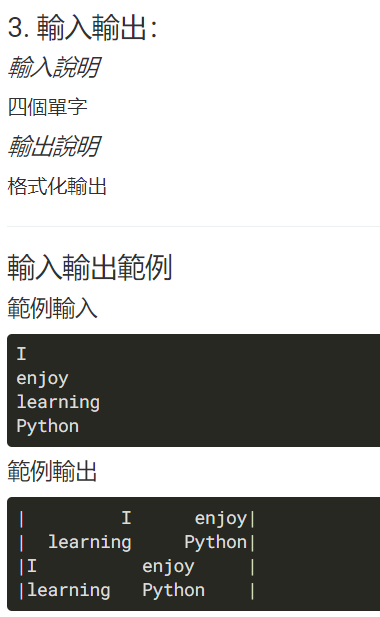 3. 輸入輸出：
輸入說明
四個單字
輸出說明
格式化輸出
輸入輸出範例
範例輸入
I
enjoy
learning
Python
範例輸出
|         I      enjoy|
|  learning     Python|
|I          enjoy     |
|learning   Python    |